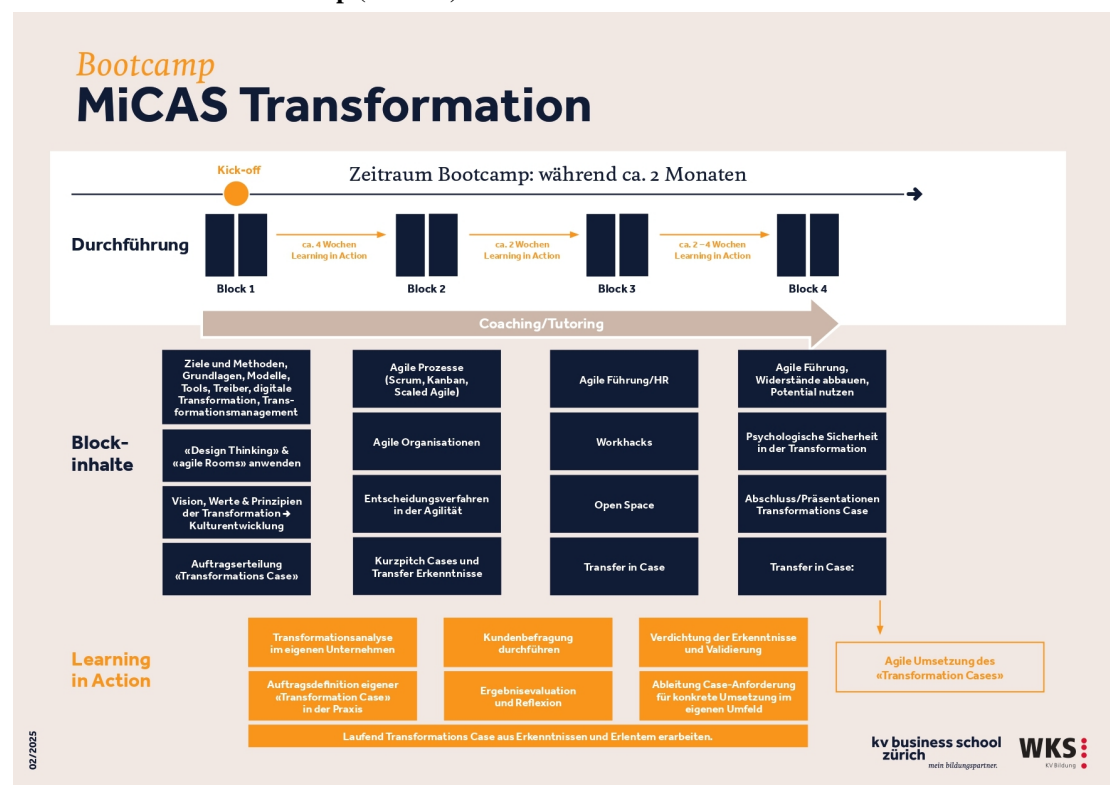 Bootcamp
MiCAS Transformation
Kick-off
Zeitraum Bootcamp: während ca. 2 Monaten
Durchführung
ca. 4 Wochen
Learning in Action
ca. 2 Wochen
Learning in Action
ca. 2 – 4 Wochen
Learning in Action
Block 1
Block 2
Block 3
Block 4
Coaching/Tutoring
Block-
inhalte
Ziele und Methoden,
Grundlagen, Modelle,
Tools, Treiber, digitale
Transformation, Trans-
formationsmanagement
«Design Thinking» &
«agile Rooms» anwenden
Vision, Werte & Prinzipien
der Transformation →
Kulturentwicklung
Auftragserteilung
«Transformations Case»
Agile Prozesse
(Scrum, Kanban,
Scaled Agile)
Agile Organisationen
Entscheidungsverfahren
in der Agilität
Kurzpitch Cases und
Transfer Erkenntnisse
Agile Führung/HR
Workhacks
Open Space
Transfer in Case
Agile Führung,
Widerstände abbauen,
Potential nutzen
Psychologische Sicherheit
in der Transformation
Abschluss/Präsentationen
Transformations Case
Transfer in Case:
Learning
in Action
Transformationsanalyse
im eigenen Unternehmen
Auftragsdefinition eigener
«Transformation Case»
in der Praxis
Kundenbefragung
durchführen
Ergebnisevaluation
und Reflexion
Verdichtung der Erkenntnisse
und Validierung
Ableitung Case-Anforderung
für konkrete Umsetzung im
eigenen Umfeld
Laufend Transformations Case aus Erkenntnissen und Erlentem erarbeiten.
Agile Umsetzung des
«Transformation Cases»
02/2025
kv business school
zürich
mein bildungspartner.
WKS
KV Bildung